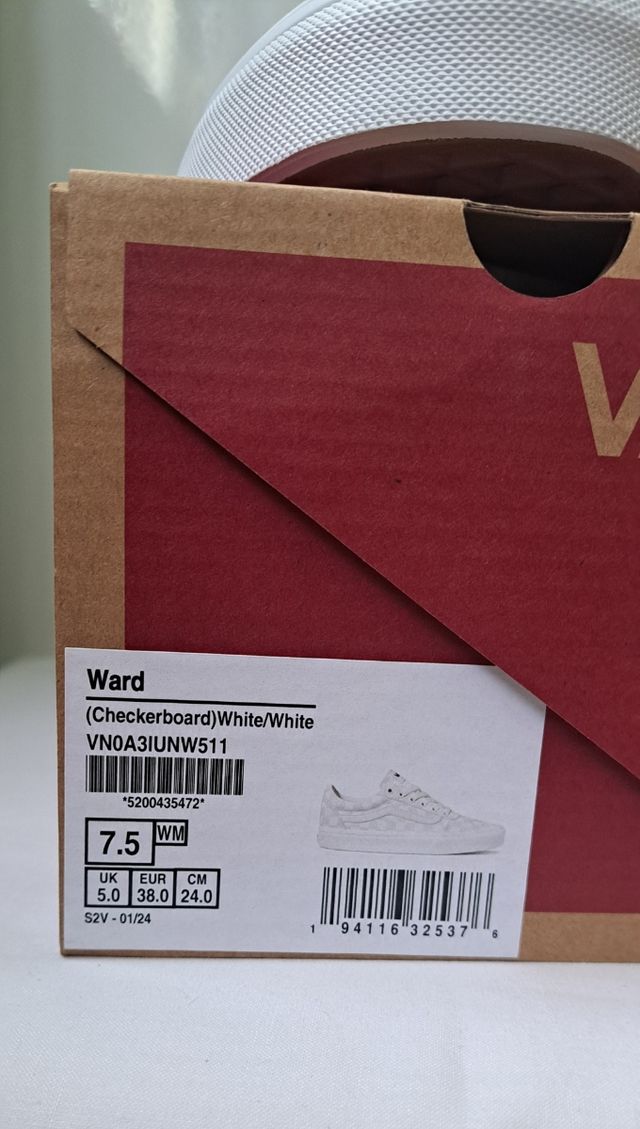 V
Ward
(Checkerboard)White/White
VN0A3IUNW511
*5200435472*
7.5 WM
UK EUR CM
5.0 38.0 24.0
S2V - 01/24
1 94116 32537 6